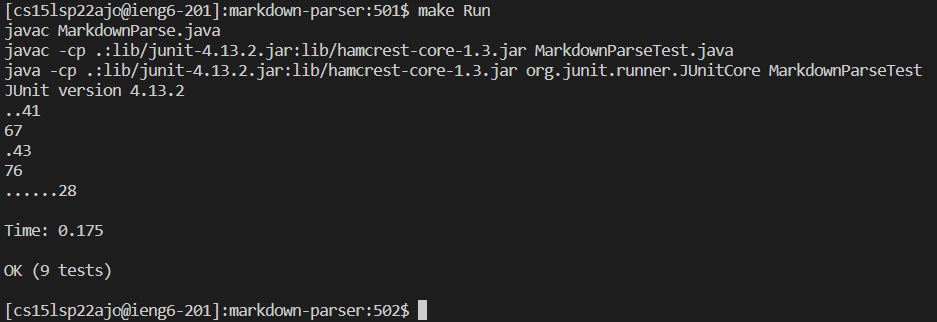 [cs15lsp22ajo@ieng6-201]:markdown-parser:501$ make Run
javac MarkdownParse.java
javac -cp .:lib/junit-4.13.2.jar:lib/hamcrest-core-1.3.jar MarkdownParseTest.java
java -cp .:lib/junit-4.13.2.jar:lib/hamcrest-core-1.3.jar org.junit.runner.JUnitCore MarkdownParseTest
JUnit version 4.13.2
..41
67
.43
76
......28
Time: 0.175
OK (9 tests)
[cs15lsp22ajo@ieng6-201]:markdown-parser:502$